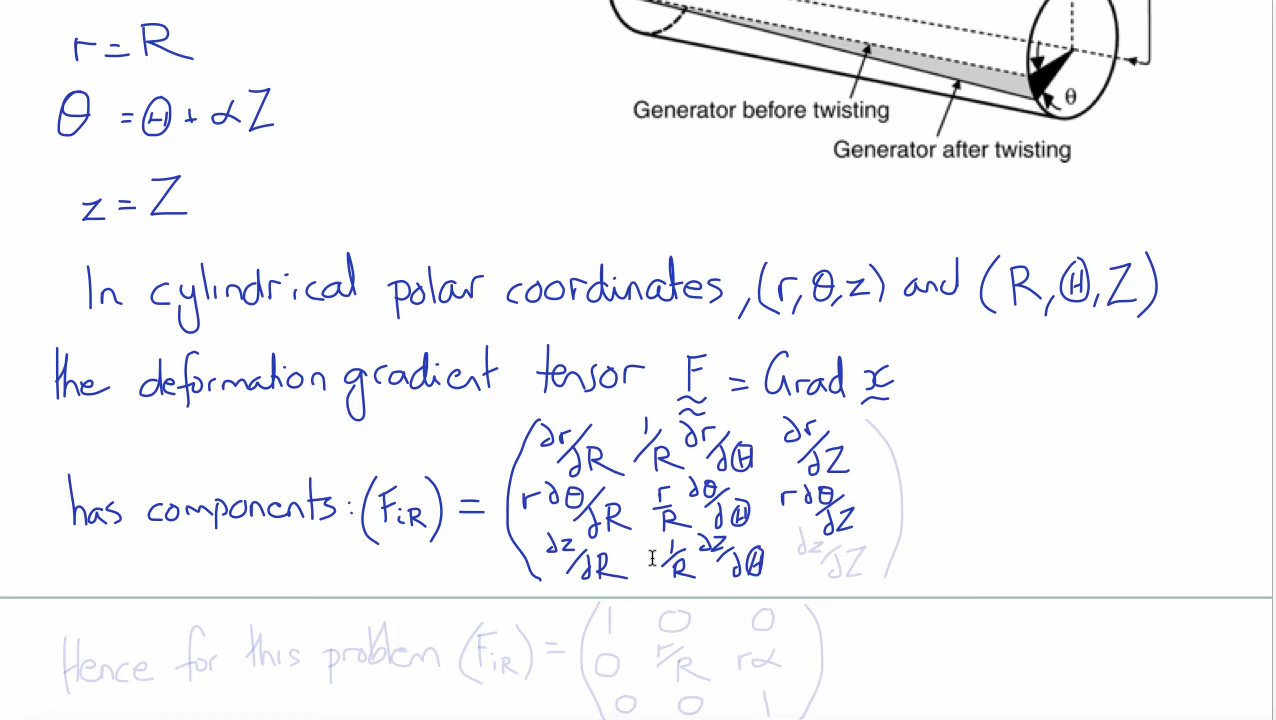 r = R
θ = Θ + αZ
z = Z
Generator before twisting
θ
Generator after twisting
In cylindrical polar coordinates, (r, θ, z) and (R, Θ, Z)
the deformation gradient tensor F = Grad x
has components: (FiR) = ( ∂r/∂R 1/R ∂r/∂Θ ∂r/∂Z
r∂θ/∂R r/R ∂θ/∂Θ r∂θ/∂Z
∂z/∂R 1/R ∂z/∂Θ ∂z/∂Z )
Hence for this problem (FiR) = ( 1 0 0
0 r/R rα
0 0 1 )